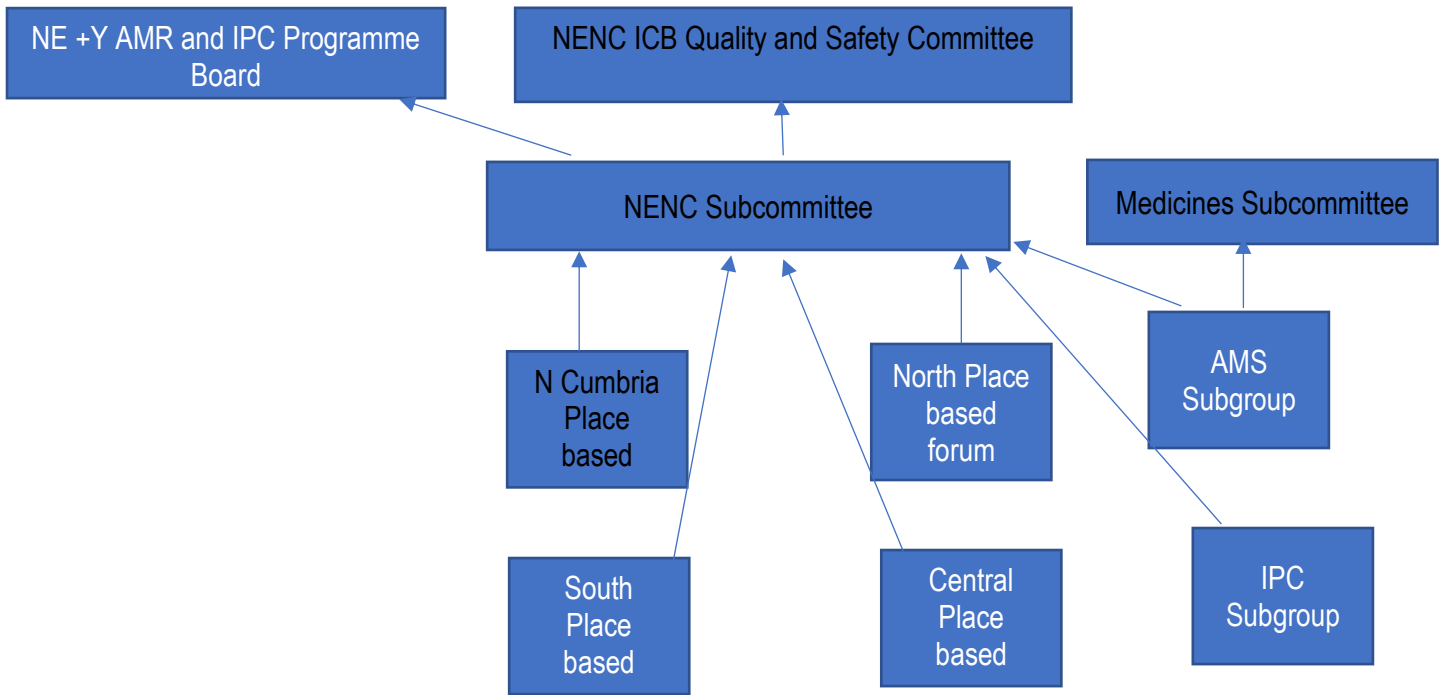 NE +Y AMR and IPC Programme
Board
NENC ICB Quality and Safety Committee
NENC Subcommittee
Medicines Subcommittee
N Cumbria
Place
based
North Place
based
forum
AMS
Subgroup
South
Place
based
Central
Place
based
IPC
Subgroup